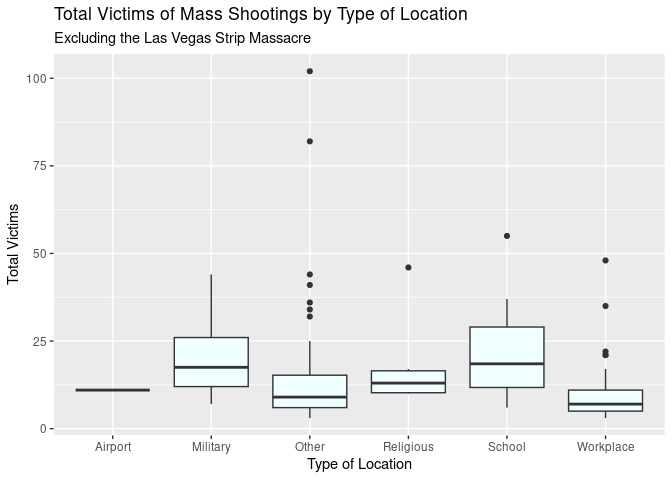 Total Victims of Mass Shootings by Type of Location
Excluding the Las Vegas Strip Massacre
Total Victims
100
75
50
25
0
Airport Military Other Religious School Workplace
Type of Location